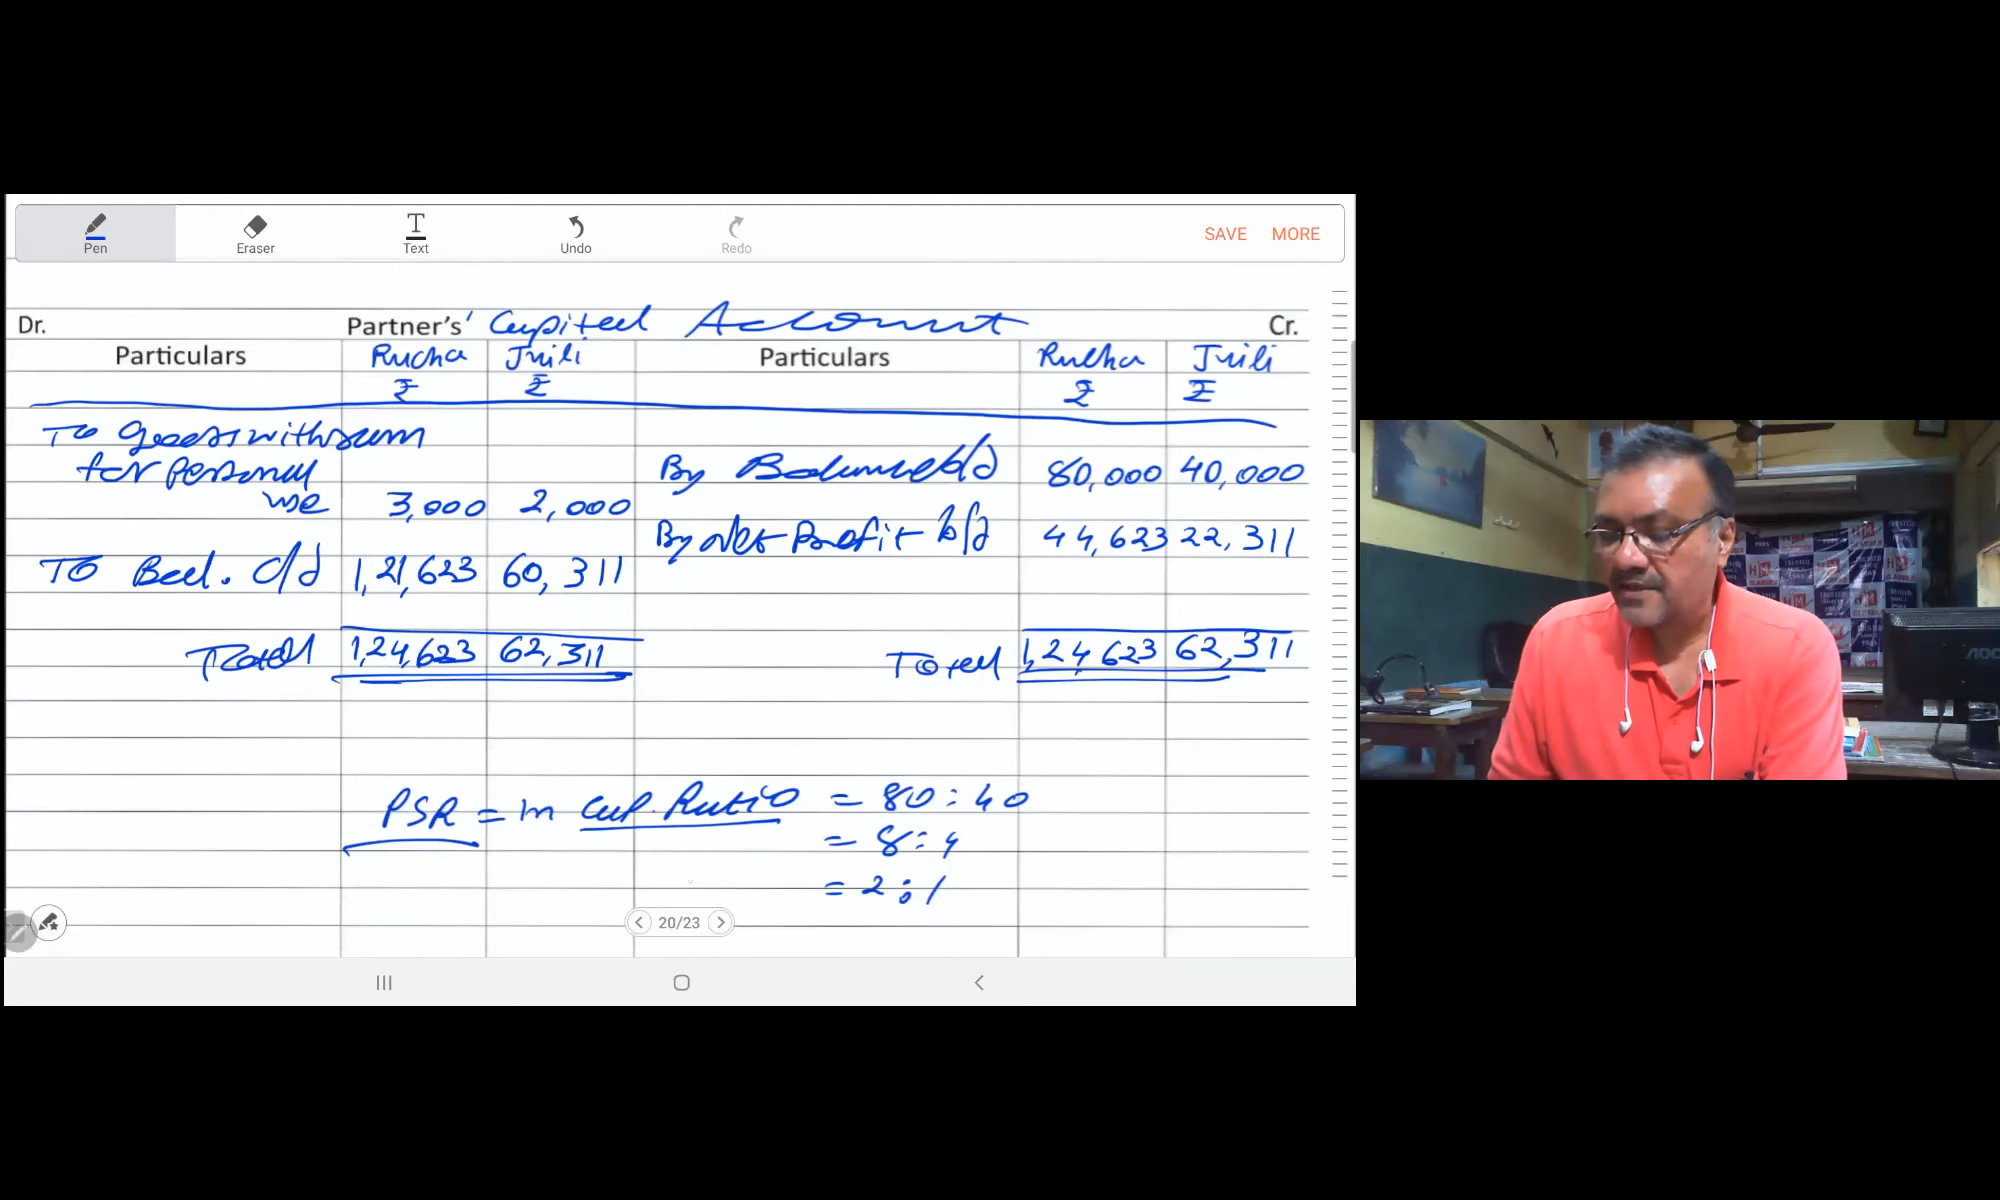 Pen Eraser Text Undo Redo SAVE MORE
Dr. Partner's' Capital Account Cr.
Particulars Rucha Juili Particulars Rucha Juili
₹ ₹ ₹ ₹
To goods withdrawn
for Personal By Balance b/d 80,000 40,000
use 3,000 2,000
By Net Profit b/d 44,623 22,311
To Bal. c/d 1,21,623 60,311
Total 1,24,623 62,311 Total 1,24,623 62,311
PSR = in Cap. Ratio = 80:40
= 8:4
= 2:1
20/23
HM
AOC